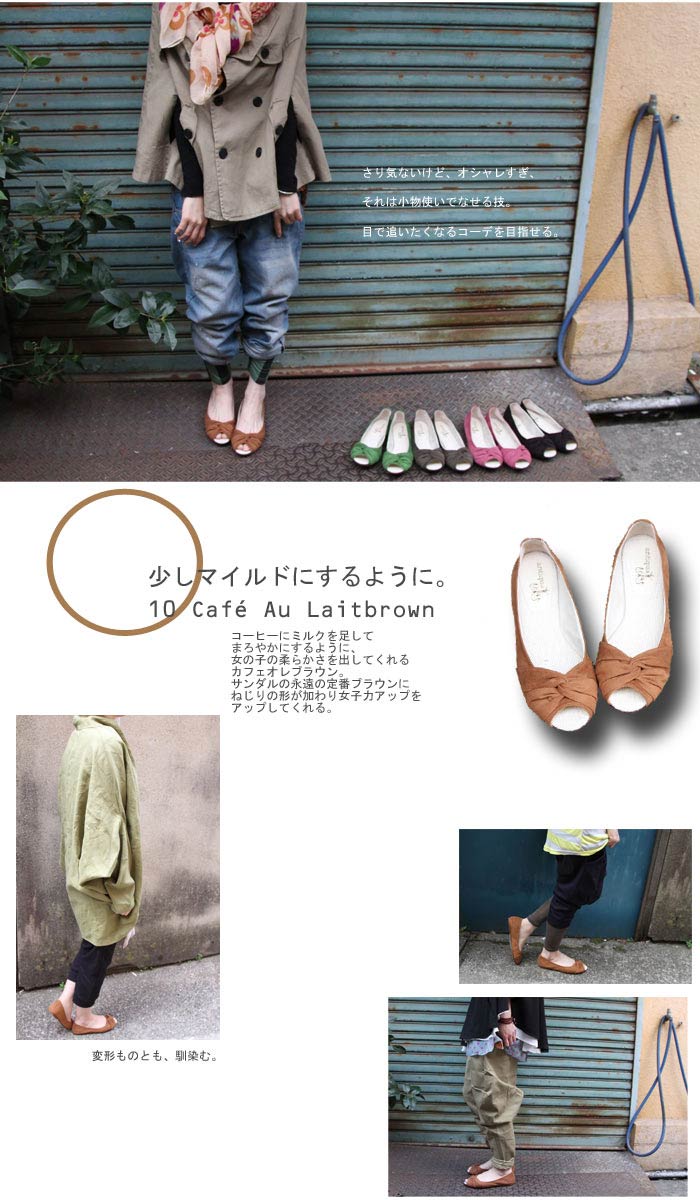 さり気ないけど、オシャレすぎ、
それは小物使いでなせる技。
目で追いたくなるコーデを目指せる。
少しマイルドにするように。
10 Café Au Laitbrown
コーヒーにミルクを足して
まろやかにするように、
女の子の柔らかさを出してくれる
カフェオレブラウン。
サンダルの永遠の定番ブラウンに
ねじりの形が加わり女子力アップを
アップしてくれる。
変形ものとも、馴染む。